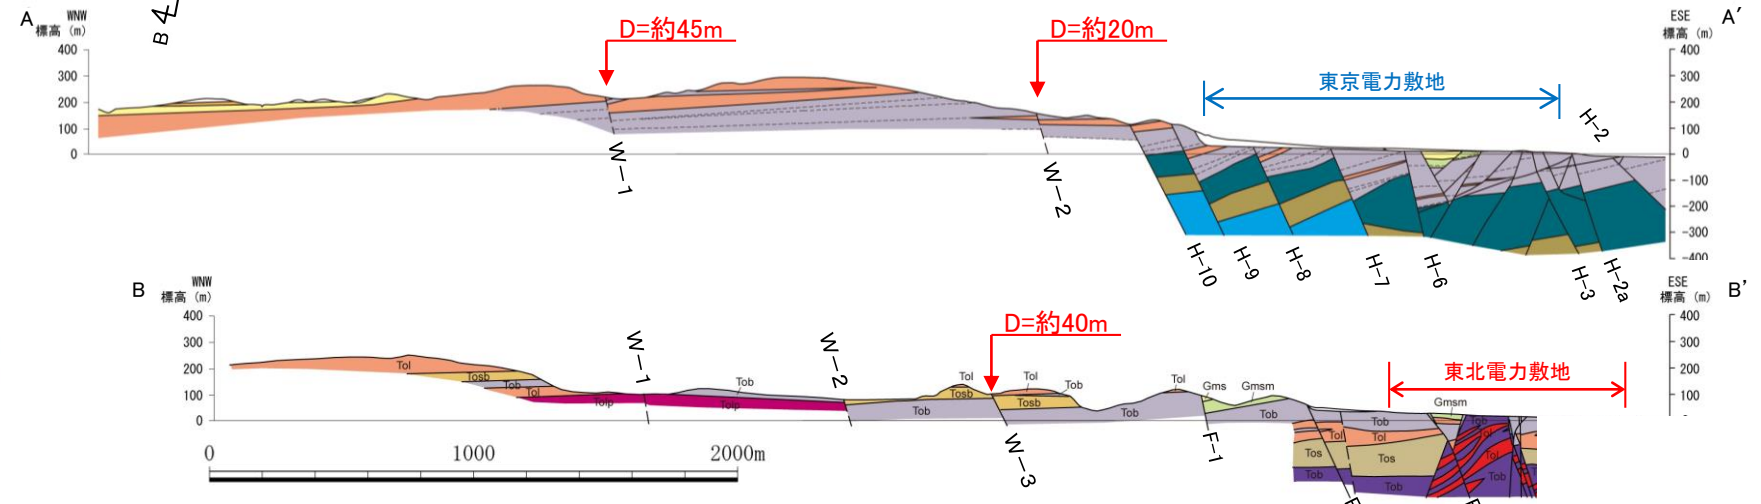 A
WNW
標高 (m)
B
D=約45m
D=約20m
ESE
標高 (m)
A′
400
300
200
100
0
東京電力敷地
400
300
200
100
0
-100
-200
-300
-400
H-2
W-1
W-2
H-10
H-9
H-8
H-7
H-6
H-3
H-2a
B
WNW
標高 (m)
ESE
標高 (m)
B′
400
300
200
100
0
W-1
W-2
D=約40m
東北電力敷地
400
300
200
100
Tol
Tosb
Tob
Tol
Tolp
Tolp
Tob
Tol
Tosb
Tob
Tol
Tob
Tosb
Tob
Tol
Gms
Gmsm
Tob
Gmsm
Tob
Tol
Tol
Tos
Tos
Tob
Tob
Tob
Tol
Tob
W-3
F-1
0
1000
2000m